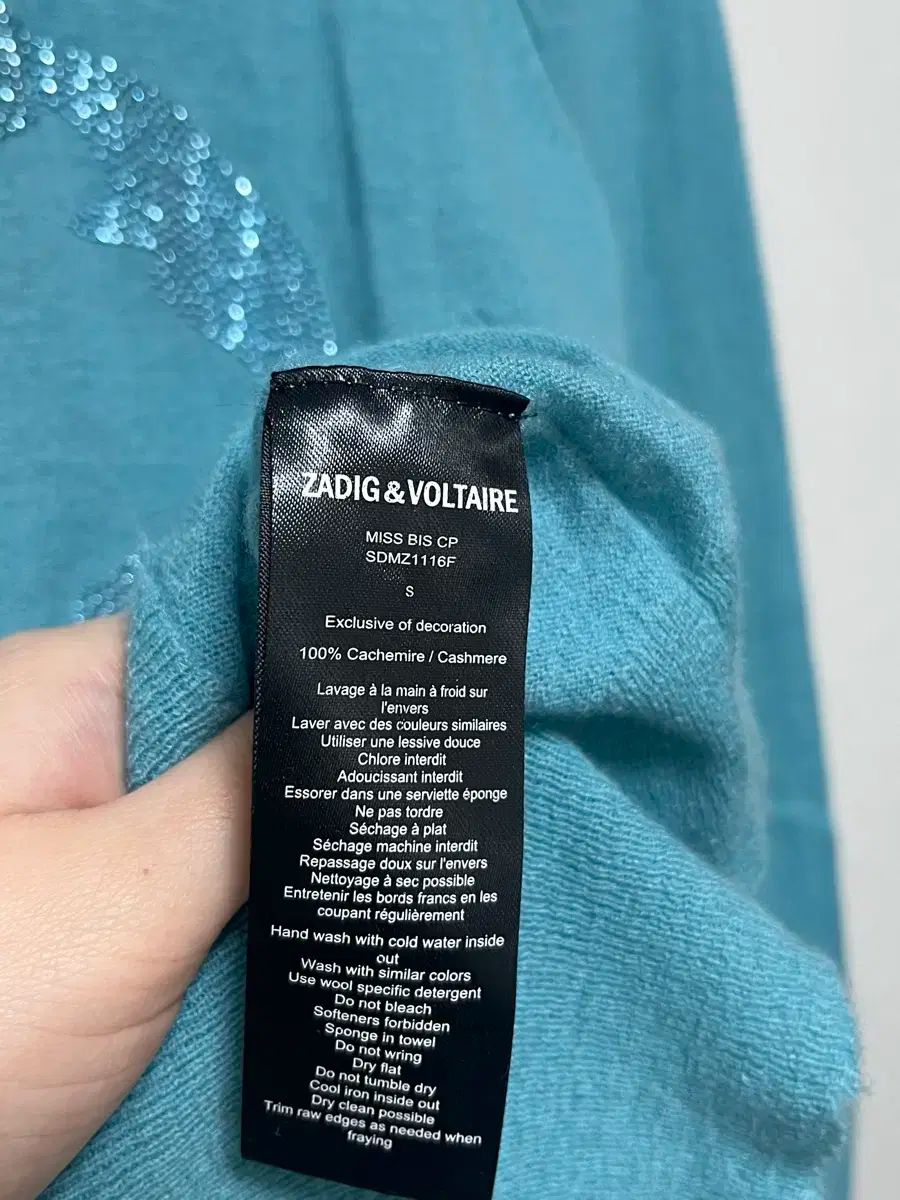 ZADIG & VOLTAIRE
MISS BIS CP
SDMZ1116F
S
Exclusive of decoration
100% Cachemire / Cashmere
Lavage à la main à froid sur
l'envers
Laver avec des couleurs similaires
Utiliser une lessive douce
Chlore interdit
Adoucissant interdit
Essorer dans une serviette éponge
Ne pas tordre
Séchage à plat
Séchage machine interdit
Repassage doux sur l'envers
Nettoyage à sec possible
Entretenir les bords francs en les
coupant régulièrement
Hand wash with cold water inside
out
Wash with similar colors
Use wool specific detergent
Do not bleach
Softeners forbidden
Sponge in towel
Do not wring
Dry flat
Do not tumble dry
Cool iron inside out
Dry clean possible
Trim raw edges as needed when
fraying